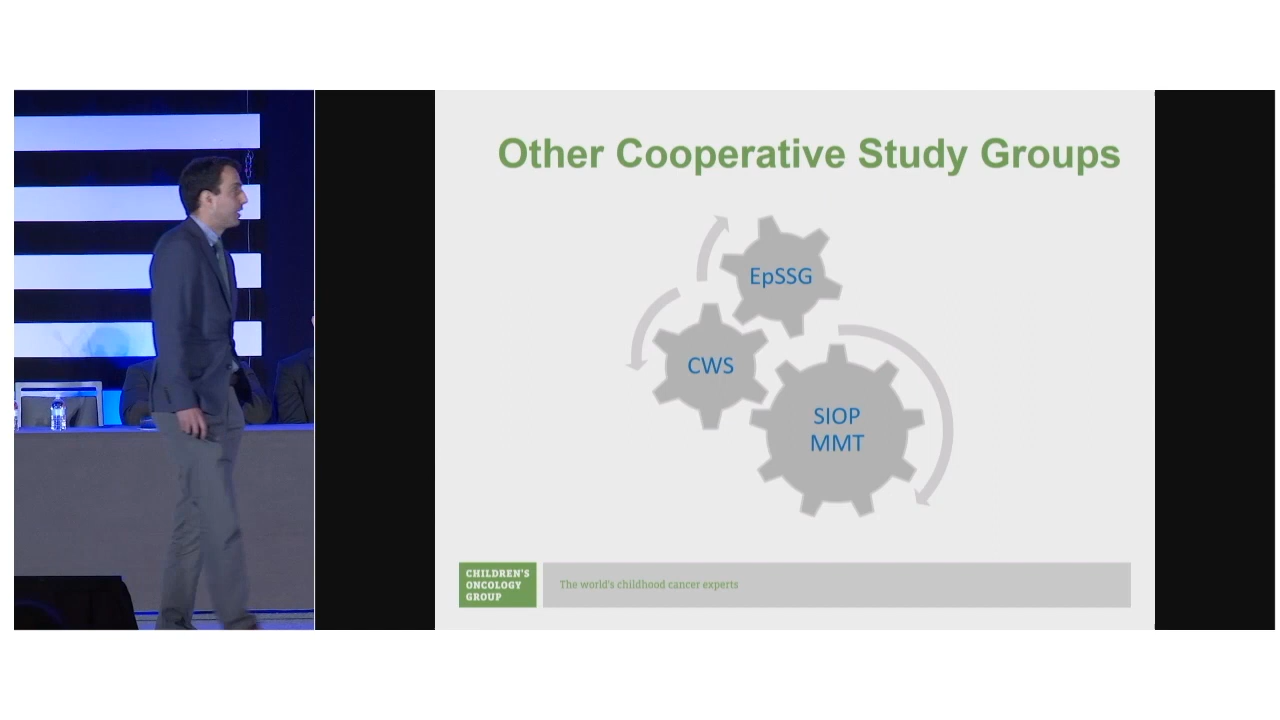 Other Cooperative Study Groups
EpSSG
CWS
SIOP
MMT
CHILDREN'S
ONCOLOGY
GROUP
The world's childhood cancer experts